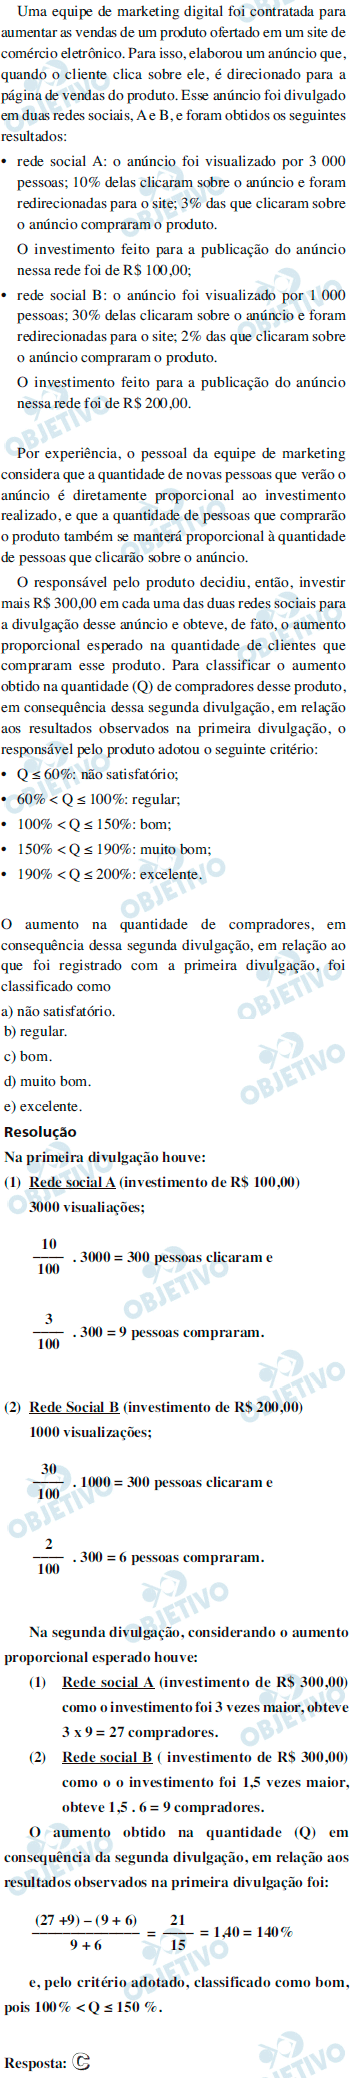 Uma equipe de marketing digital foi contratada para
aumentar as vendas de um produto ofertado em um site de
comércio eletrônico. Para isso, elaborou um anúncio que,
quando o cliente clica sobre ele, é direcionado para a
página de vendas do produto. Esse anúncio foi divulgado
em duas redes sociais, A e B, e foram obtidos os seguintes
resultados:
• rede social A: o anúncio foi visualizado por 3 000
pessoas; 10% delas clicaram sobre o anúncio e foram
redirecionadas para o site; 3% das que clicaram sobre
o anúncio compraram o produto.
O investimento feito para a publicação do anúncio
nessa rede foi de R$ 100,00;
• rede social B: o anúncio foi visualizado por 1 000
pessoas; 30% delas clicaram sobre o anúncio e foram
redirecionadas para o site; 2% das que clicaram sobre
o anúncio compraram o produto.
O investimento feito para a publicação do anúncio
nessa rede foi de R$ 200,00.
Por experiência, o pessoal da equipe de marketing
considera que a quantidade de novas pessoas que verão o
anúncio é diretamente proporcional ao investimento
realizado, e que a quantidade de pessoas que comprarão
o produto também se manterá proporcional à quantidade
de pessoas que clicarão sobre o anúncio.
O responsável pelo produto decidiu, então, investir
mais R$ 300,00 em cada uma das duas redes sociais para
a divulgação desse anúncio e obteve, de fato, o aumento
proporcional esperado na quantidade de clientes que
compraram esse produto. Para classificar o aumento
obtido na quantidade (Q) de compradores desse produto,
em consequência dessa segunda divulgação, em relação
aos resultados observados na primeira divulgação, o
responsável pelo produto adotou o seguinte critério:
• Q ≤ 60%: não satisfatório;
• 60% < Q ≤ 100%: regular;
• 100% < Q ≤ 150%: bom;
• 150% < Q ≤ 190%: muito bom;
• 190% < Q ≤ 200%: excelente.
O aumento na quantidade de compradores, em
consequência dessa segunda divulgação, em relação ao
que foi registrado com a primeira divulgação, foi
classificado como
a) não satisfatório.
b) regular.
c) bom.
d) muito bom.
e) excelente.
Resolução
Na primeira divulgação houve:
(1) Rede social A (investimento de R$ 100,00)
3000 visualiações;
10/100 . 3000 = 300 pessoas clicaram e
3/100 . 300 = 9 pessoas compraram.
(2) Rede Social B (investimento de R$ 200,00)
1000 visualizações;
30/100 . 1000 = 300 pessoas clicaram e
2/100 . 300 = 6 pessoas compraram.
Na segunda divulgação, considerando o aumento
proporcional esperado houve:
(1) Rede social A (investimento de R$ 300,00)
como o investimento foi 3 vezes maior, obteve
3 x 9 = 27 compradores.
(2) Rede social B ( investimento de R$ 300,00)
como o o investimento foi 1,5 vezes maior,
obteve 1,5 . 6 = 9 compradores.
O aumento obtido na quantidade (Q) em
consequência da segunda divulgação, em relação aos
resultados observados na primeira divulgação foi:
(27 +9) – (9 + 6)/9 + 6 = 21/15 = 1,40 = 140%
e, pelo critério adotado, classificado como bom,
pois 100% < Q ≤ 150 %.
Resposta: C